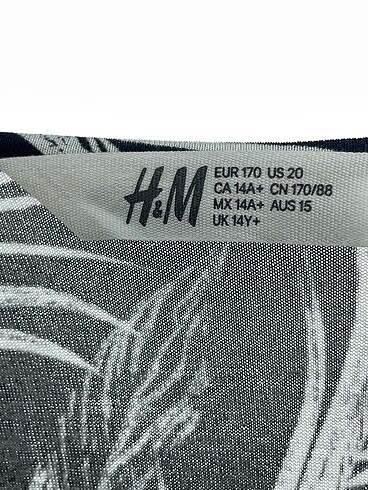 H&M
EUR 170 US 20
CA 14A+ CN 170/88
MX 14A+ AUS 15
UK 14Y+